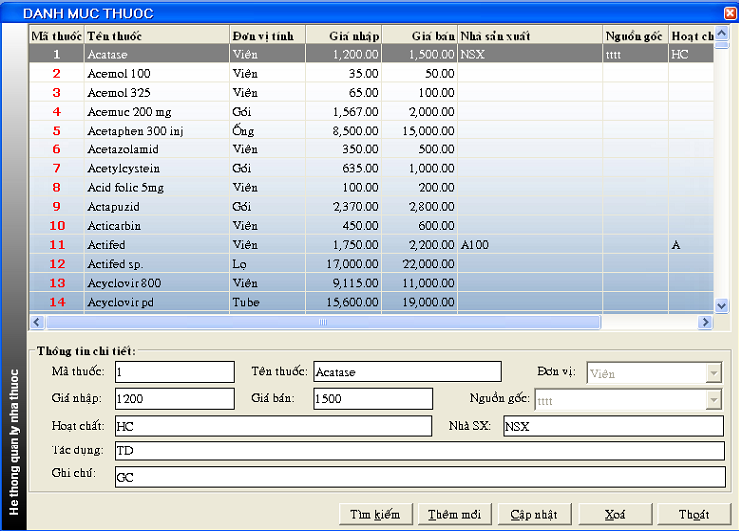 DANH MUC THUOC
Mã thuốc Tên thuốc Đơn vị tính Giá nhập Giá bán Nhà sản xuất Nguồn gốc Hoạt ch
1 Acatase Viên 1,200.00 1,500.00 NSX tttt HC
2 Acemol 100 Viên 35.00 50.00
3 Acemol 325 Viên 65.00 100.00
4 Acemuc 200 mg Gói 1,567.00 2,000.00
5 Acetaphen 300 inj Ống 8,500.00 15,000.00
6 Acetazolamid Viên 350.00 500.00
7 Acetylcystein Gói 635.00 1,000.00
8 Acid folic 5mg Viên 100.00 200.00
9 Actapuzid Gói 2,370.00 2,800.00
10 Acticarbin Viên 450.00 600.00
11 Actifed Viên 1,750.00 2,200.00 A100 A
12 Actifed sp. Lọ 17,000.00 22,000.00
13 Acyclovir 800 Viên 9,115.00 11,000.00
14 Acyclovir pd Tube 15,600.00 19,000.00
Thông tin chi tiết:
Mã thuốc: 1 Tên thuốc: Acatase Đơn vị: Viên
Giá nhập: 1200 Giá bán: 1500 Nguồn gốc: tttt
Hoạt chất: HC Nhà SX: NSX
Tác dụng: TD
Ghi chứ: GC
Tìm kiếm Thêm mới Cập nhật Xoá Thoát
He thong quan ly nha thuoc